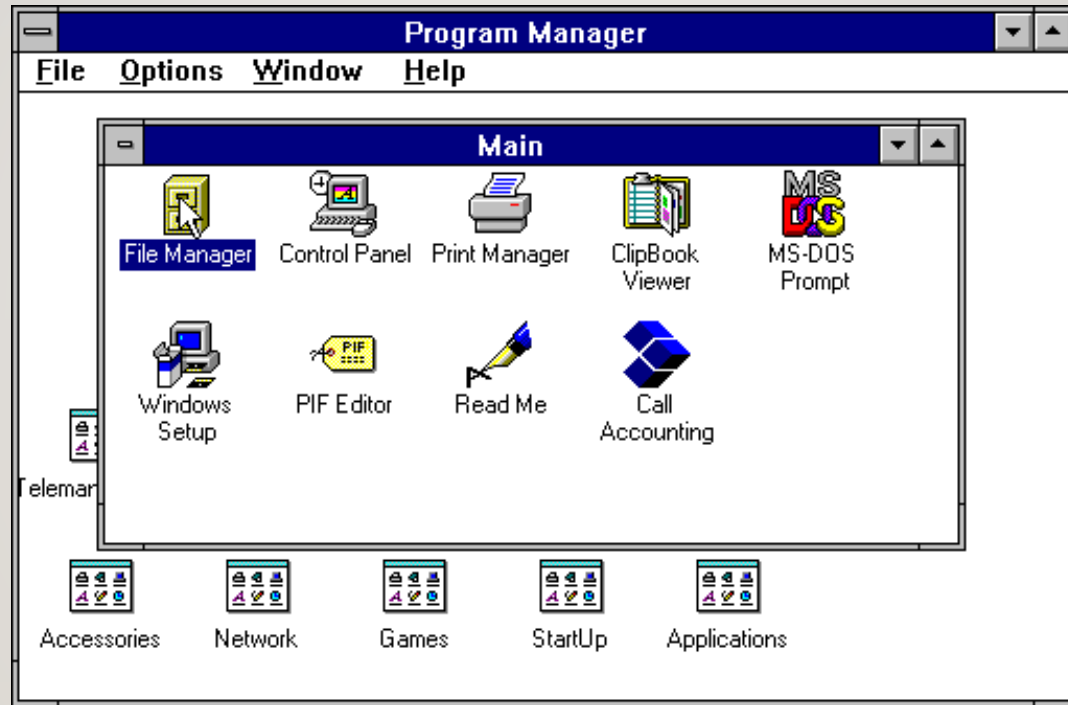 Program Manager
File Options Window Help
Main
File Manager Control Panel Print Manager ClipBook Viewer MS-DOS Prompt
Windows Setup PIF Editor Read Me Call Accounting
Accessories Network Games StartUp Applications